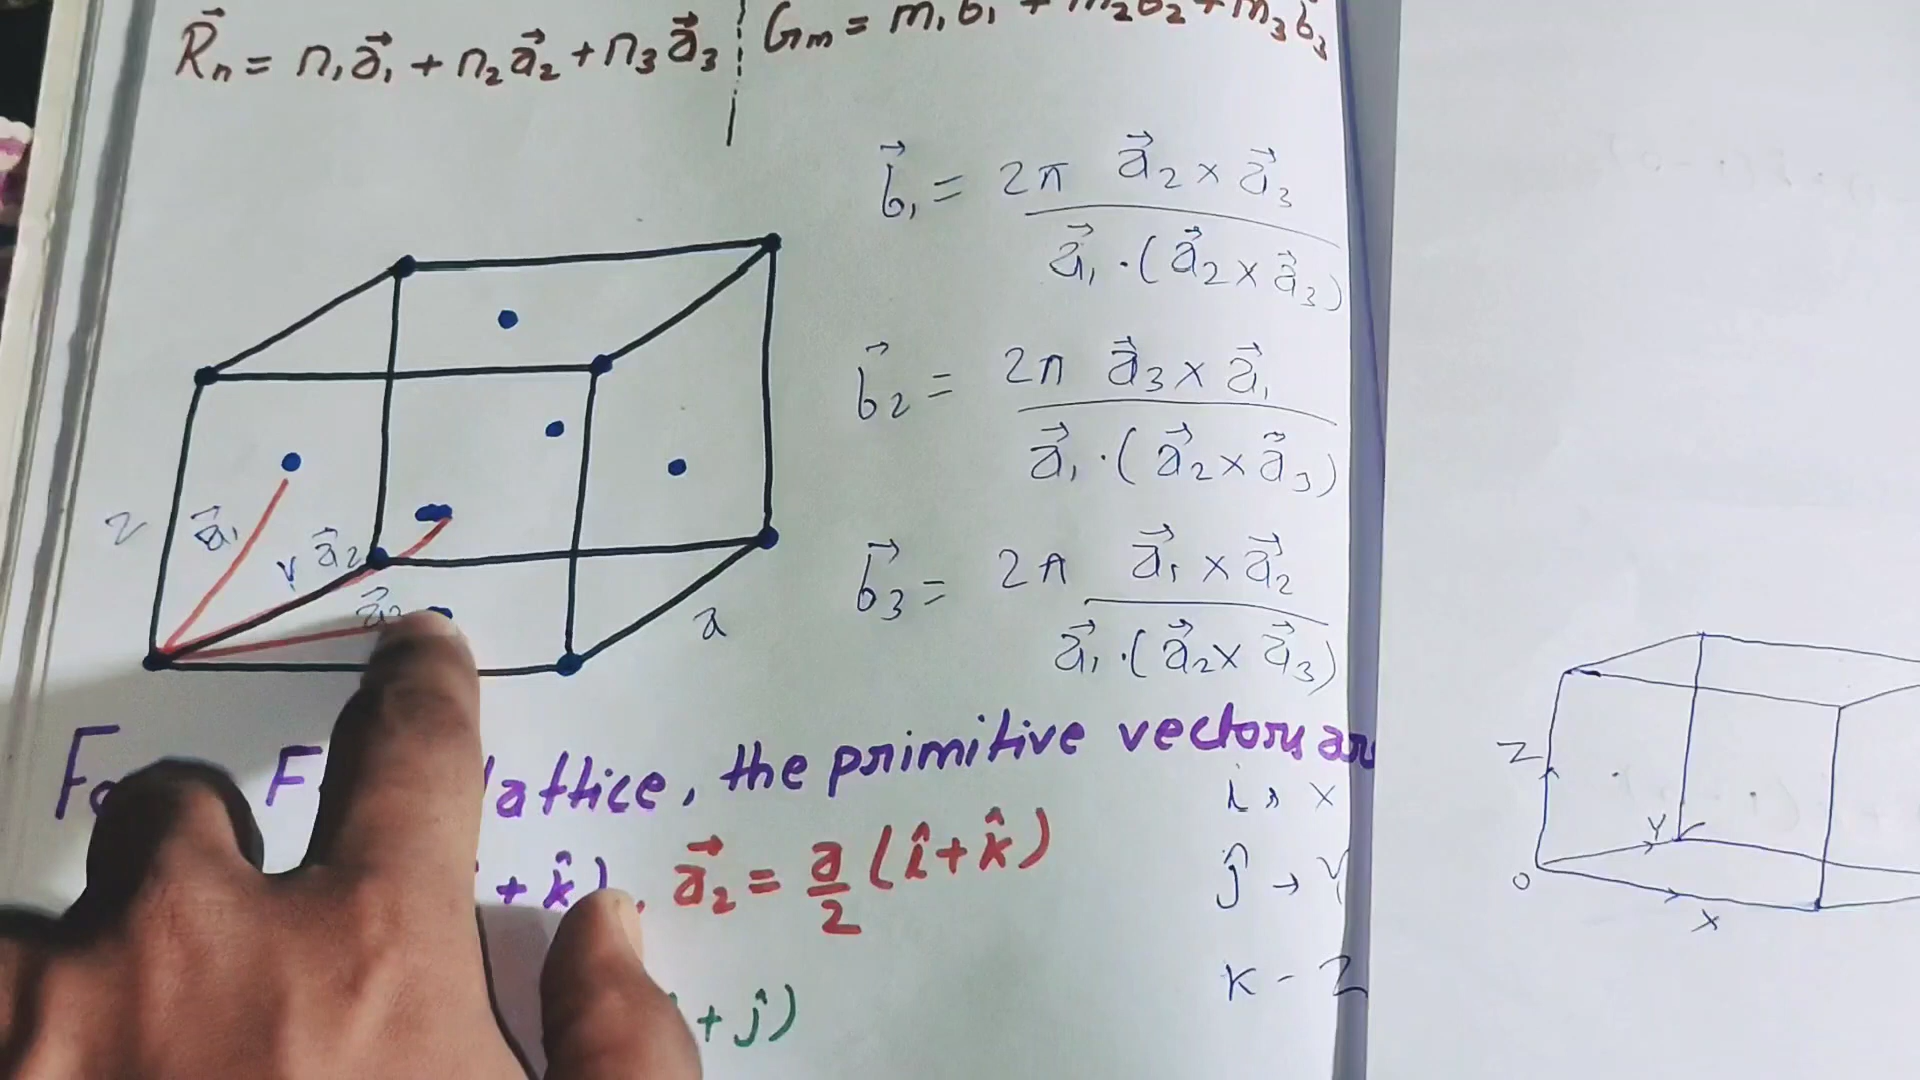 R⃗n = n₁a⃗₁ + n₂a⃗₂ + n₃a⃗₃
Gm = m₁b₁ + m₂b₂ + m₃b⃗₃
b⃗₁ = 2π a⃗₂ × a⃗₃
a⃗₁ · (a⃗₂ × a⃗₃)
b⃗₂ = 2π a⃗₃ × a⃗₁
a⃗₁ · (a⃗₂ × a⃗₃)
b⃗₃ = 2π a⃗₁ × a⃗₂
a⃗₁ · (a⃗₂ × a⃗₃)
Z
a⃗₁
Y
a⃗₂
a
lattice, the primitive vectors
i, x
+ k̂), a⃗₂ = a/2 (î + k̂)
ĵ → Y
k - Z
+ ĵ)
Z
Y
O
X